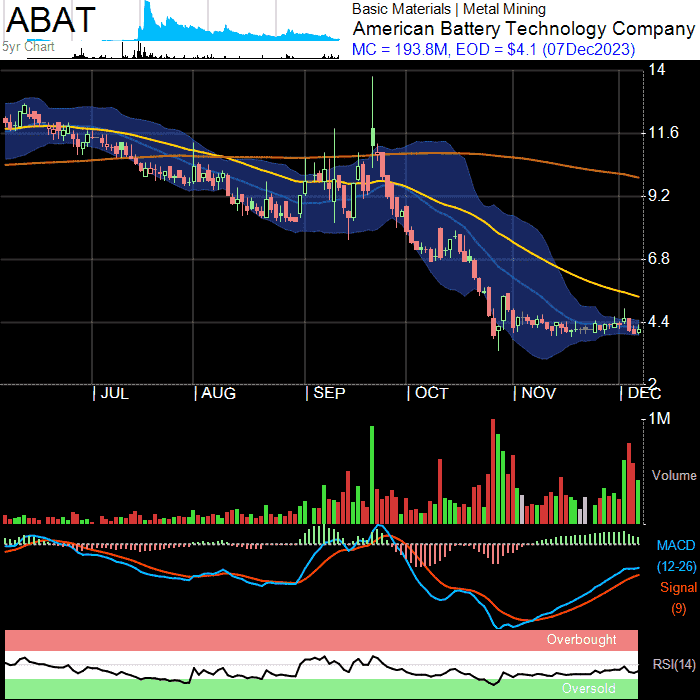 ABAT
5yr Chart
Basic Materials | Metal Mining
American Battery Technology Company
MC = 193.8M, EOD = $4.1 (07Dec2023)
14
11.6
9.2
6.8
4.4
2
| JUL | AUG | SEP | OCT | NOV | DEC
1M
Volume
MACD
(12-26)
Signal
(9)
Overbought
RSI(14)
Oversold